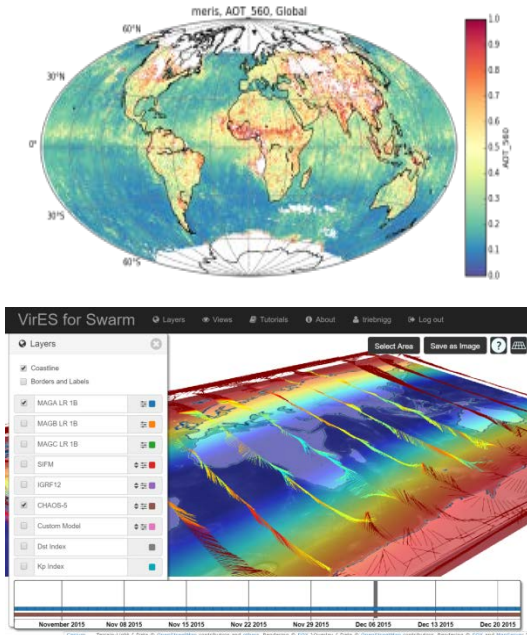 meris, AOT_560, Global
60°N
30°N
0°
30°S
60°S
1.0
0.9
0.8
0.7
0.6
0.5
0.4
0.3
0.2
0.1
0.0
AOT_560
VirES for Swarm Layers Views Tutorials About lriebnigg Log out
Layers
Select Area Save as Image ?
Coastline
Borders and Labels
MAGA LR 1B
MAGB LR 1B
MAGC LR 1B
SIFM
IGRF12
CHAOS-5
Custom Model
Dst Index
Kp Index
November 2015 Nov 08 2015 Nov 15 2015 Nov 22 2015 Nov 29 2015 Dec 06 2015 Dec 13 2015 Dec 20 2015